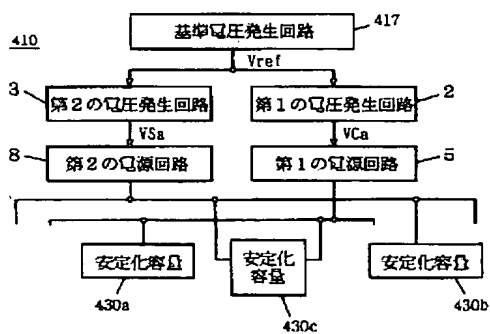 410
基準電圧発生回路
417
Vref
3
第2の電圧発生回路
第1の電圧発生回路
2
VSa
VCa
8
第2の電源回路
第1の電源回路
5
安定化容量
安定化
容量
安定化容量
430a
430c
430b